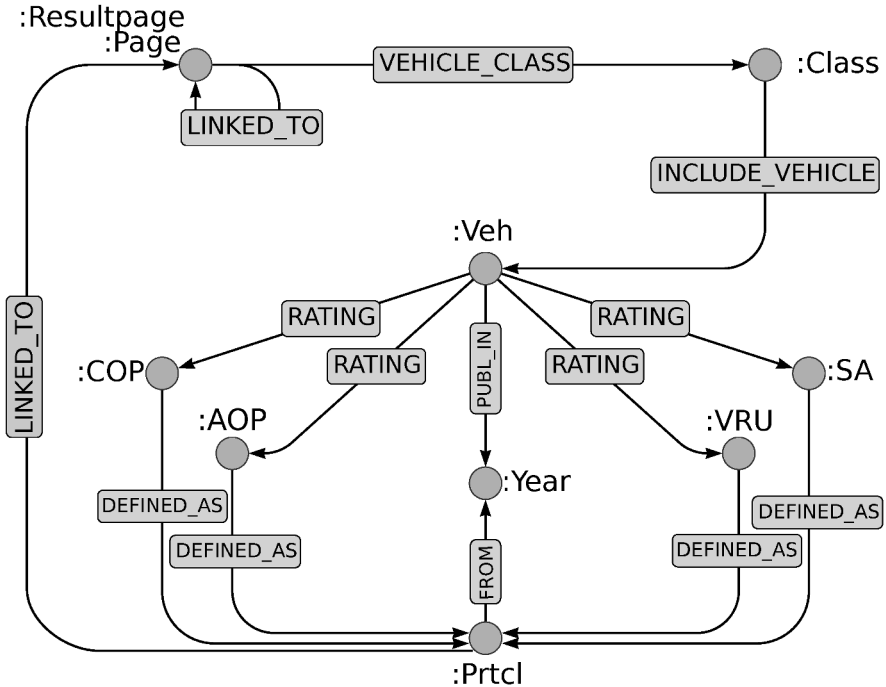 :Resultpage
:Page
VEHICLE_CLASS
:Class
LINKED_TO
INCLUDE_VEHICLE
:Veh
RATING
RATING
RATING
RATING
PUBL_IN
LINKED_TO
:COP
:SA
:AOP
:VRU
:Year
DEFINED_AS
DEFINED_AS
DEFINED_AS
DEFINED_AS
FROM
:Prtcl